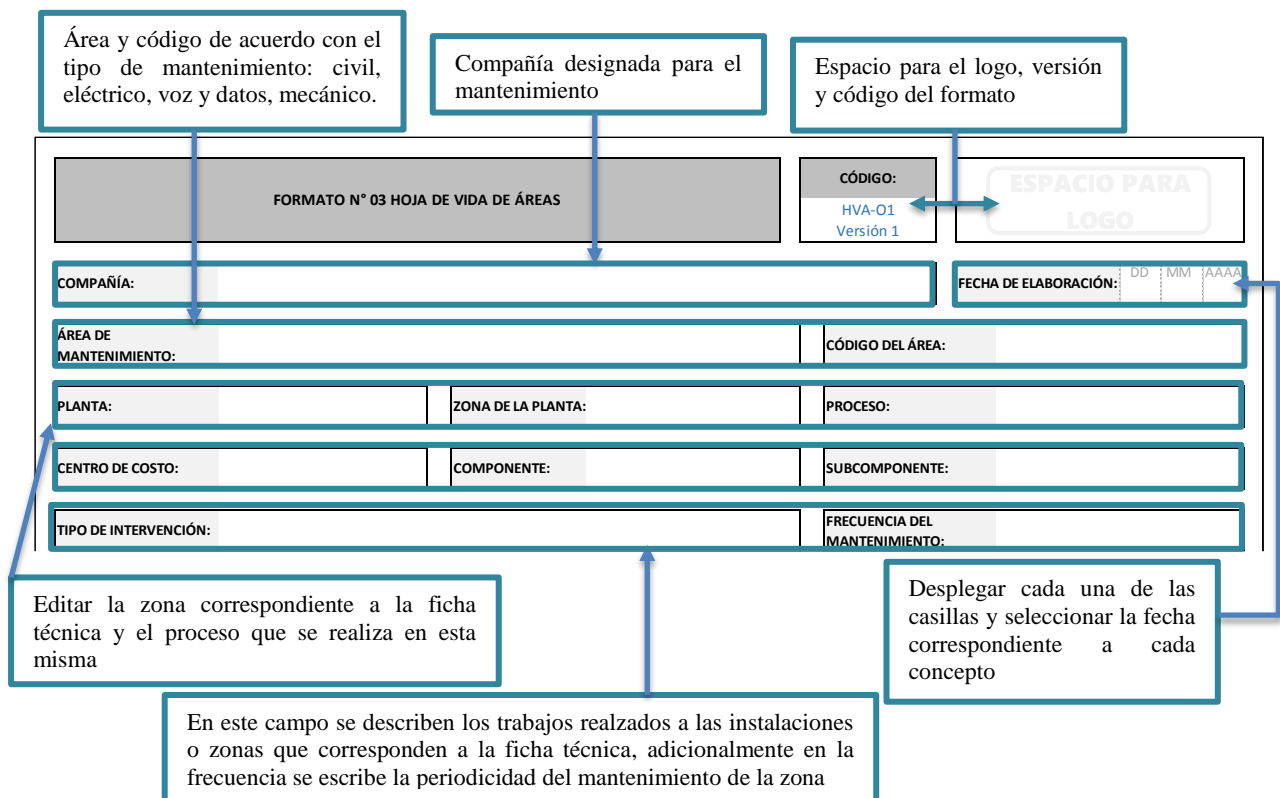 Área y código de acuerdo con el
tipo de mantenimiento: civil,
eléctrico, voz y datos, mecánico.
Compañía designada para el
mantenimiento
Espacio para el logo, versión
y código del formato
FORMATO N° 03 HOJA DE VIDA DE ÁREAS
CÓDIGO:
HVA-O1
Versión 1
ESPACIO PARA
LOGO
COMPAÑÍA:
FECHA DE ELABORACIÓN:
DD MM AAAA
ÁREA DE
MANTENIMIENTO:
CÓDIGO DEL ÁREA:
PLANTA:
ZONA DE LA PLANTA:
PROCESO:
CENTRO DE COSTO:
COMPONENTE:
SUBCOMPONENTE:
TIPO DE INTERVENCIÓN:
FRECUENCIA DEL
MANTENIMIENTO:
Editar la zona correspondiente a la ficha
técnica y el proceso que se realiza en esta
misma
Desplegar cada una de las
casillas y seleccionar la fecha
correspondiente a cada
concepto
En este campo se describen los trabajos realzados a las instalaciones
o zonas que corresponden a la ficha técnica, adicionalmente en la
frecuencia se escribe la periodicidad del mantenimiento de la zona